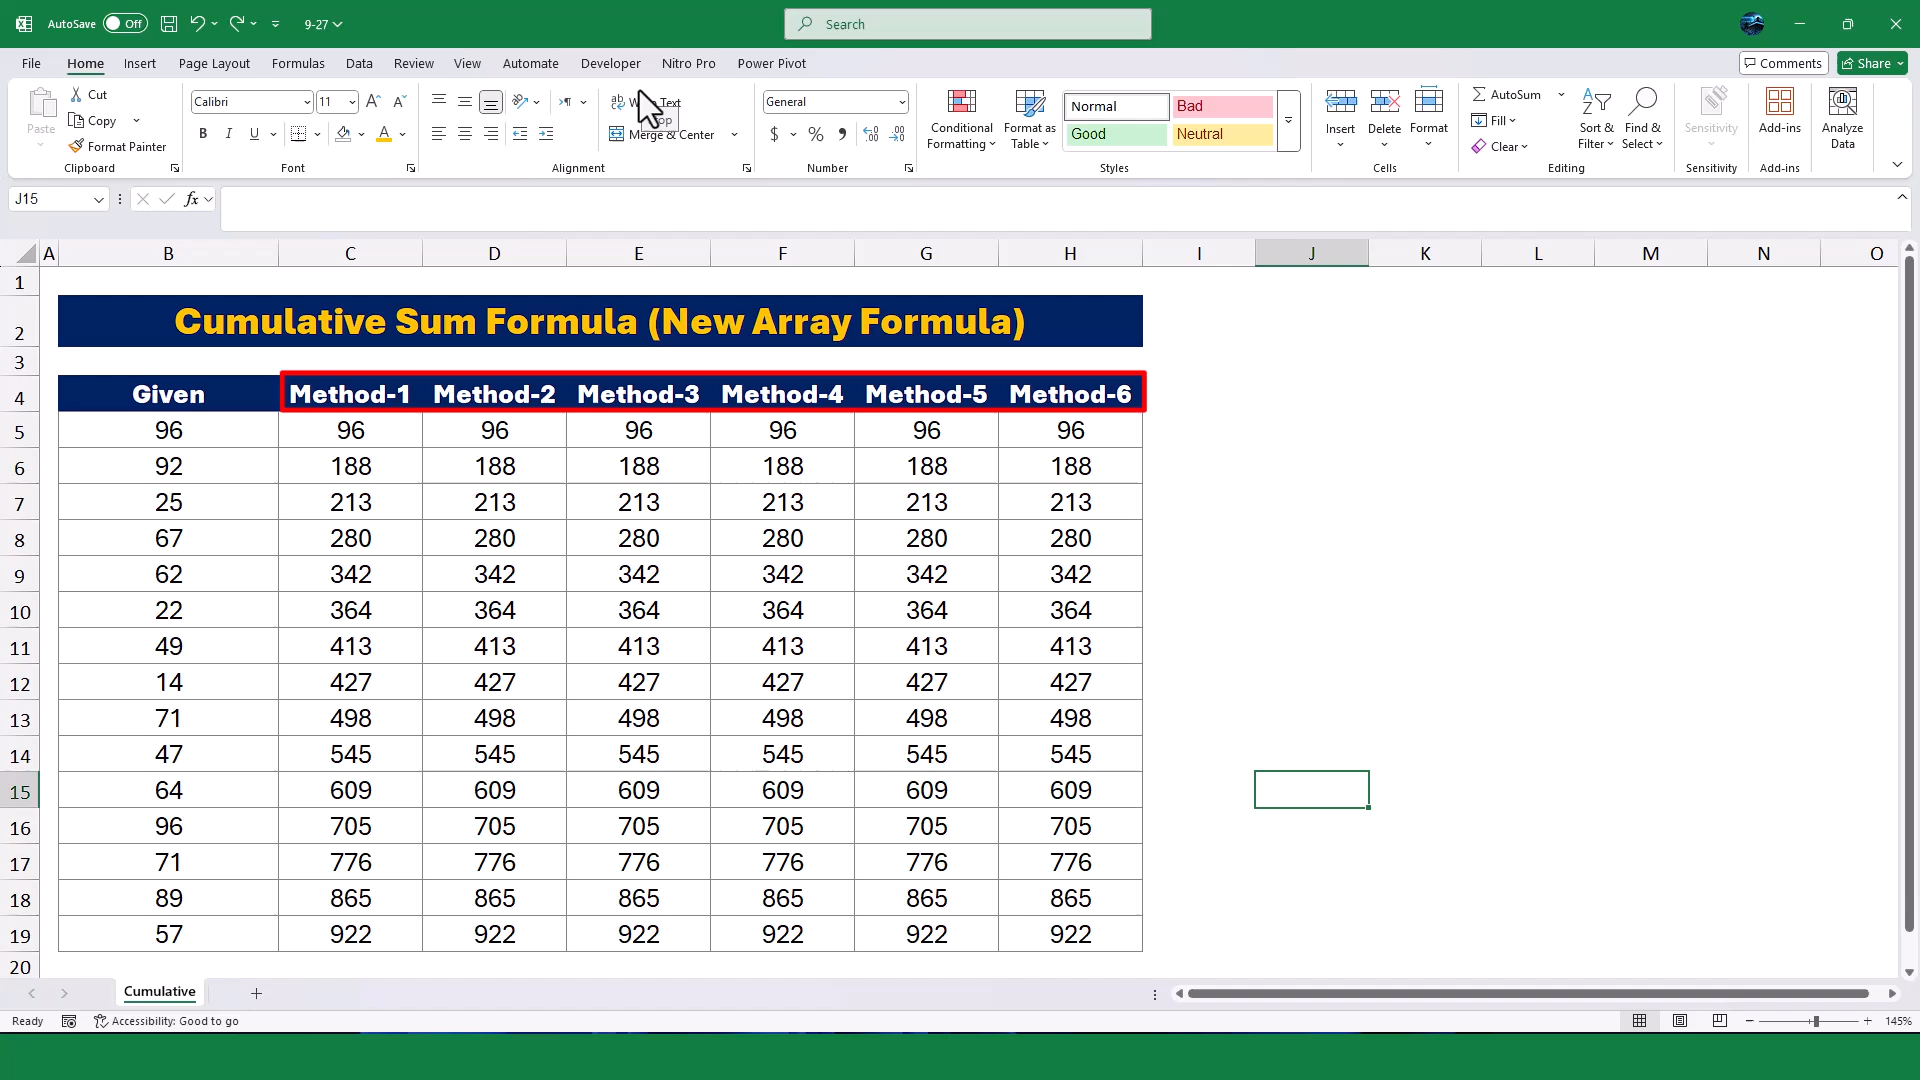 AutoSave Off 9-27 Search
File Home Insert Page Layout Formulas Data Review View Automate Developer Nitro Pro Power Pivot Comments Share
Paste Cut Copy Format Painter Clipboard
Calibri 11 B I U A Font
ab Text Merge & Center Alignment
General $ % Number
Conditional Formatting Format as Table Normal Bad Good Neutral Styles
Insert Delete Format Cells
AutoSum Fill Clear Sort & Filter Find & Select Editing
Sensitivity Sensitivity
Add-ins Add-ins
Analyze Data
J15 fx
A B C D E F G H I J K L M N O
1
2 Cumulative Sum Formula (New Array Formula)
3
4 Given Method-1 Method-2 Method-3 Method-4 Method-5 Method-6
5 96 96 96 96 96 96 96
6 92 188 188 188 188 188 188
7 25 213 213 213 213 213 213
8 67 280 280 280 280 280 280
9 62 342 342 342 342 342 342
10 22 364 364 364 364 364 364
11 49 413 413 413 413 413 413
12 14 427 427 427 427 427 427
13 71 498 498 498 498 498 498
14 47 545 545 545 545 545 545
15 64 609 609 609 609 609 609
16 96 705 705 705 705 705 705
17 71 776 776 776 776 776 776
18 89 865 865 865 865 865 865
19 57 922 922 922 922 922 922
20
Cumulative
Ready Accessibility: Good to go 145%